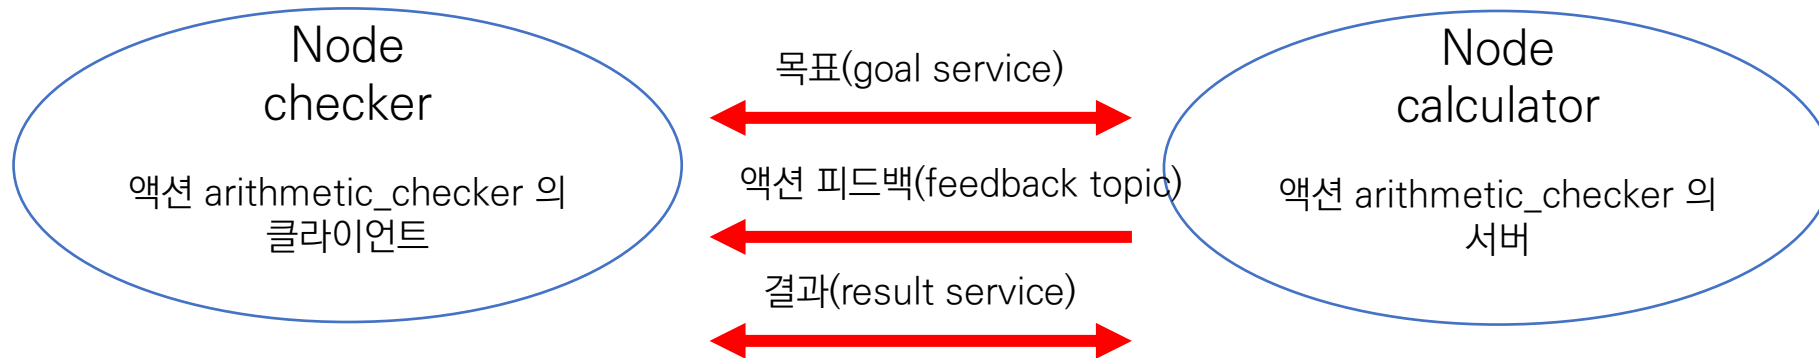 Node
checker
액션 arithmetic_checker 의
클라이언트
목표(goal service)
액션 피드백(feedback topic)
결과(result service)
Node
calculator
액션 arithmetic_checker 의
서버